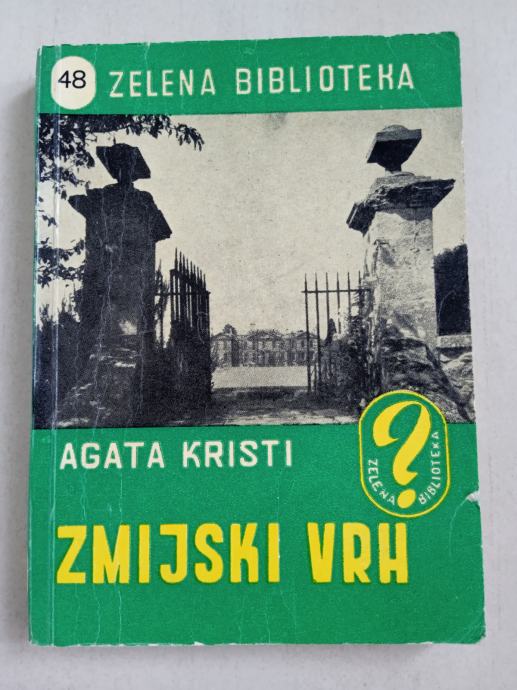 48 ZELENA BIBLIOTEKA
AGATA KRISTI
?
ZELENA BIBLIOTEKA
ZMIJSKI VRH